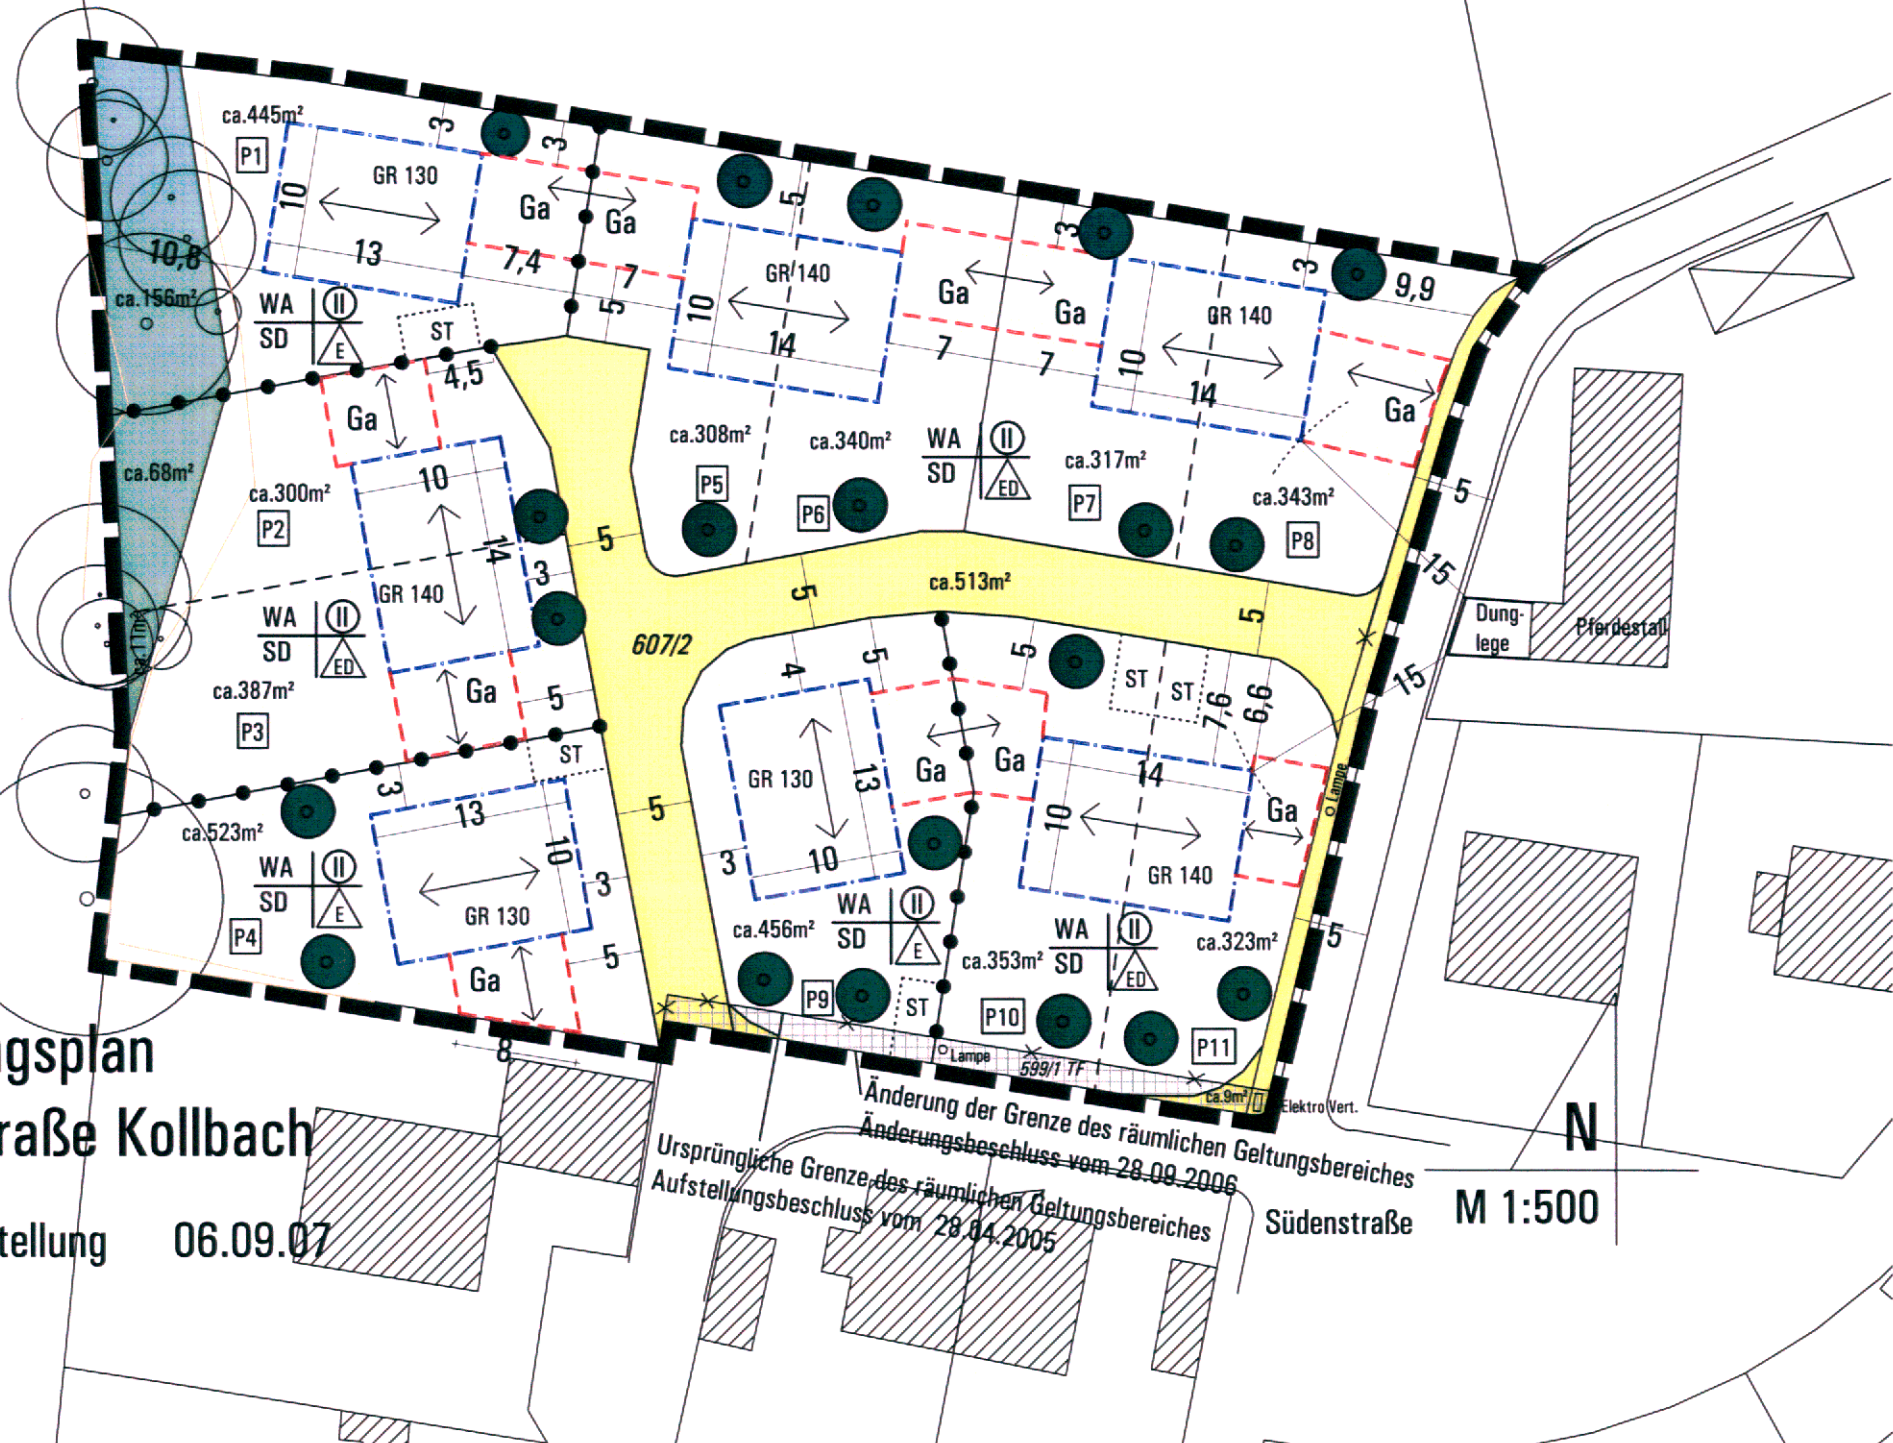 ca.445m²
P1
GR 130
10
13
3
3
Ga
Ga
7,4
7
5
10,8
ca.156m²
WA
II
SD
E
ST
4,5
5
GR 140
10
14
3
Ga
Ga
7
7
GR 140
10
14
3
9,9
Ga
ca.68m²
ca.300m²
P2
Ga
10
14
GR 140
3
5
ca.308m²
P5
ca.340m²
P6
WA
II
SD
ED
ca.317m²
P7
ca.343m²
P8
5
15
15
Dung-
lege
Pferdestall
ca.513m²
5
5
607/2
ca.11m²
WA
II
SD
ED
ca.387m²
P3
Ga
5
ST
3
13
10
ca.523m²
WA
II
SD
E
P4
GR 130
3
5
Ga
8
5
4
5
5
GR 130
13
10
3
Ga
Ga
ST
ST
7,6
6,6
14
10
GR 140
Ga
Lampe
5
ca.456m²
WA
II
SD
E
P9
ST
ca.353m²
WA
II
SD
ED
P10
ca.323m²
P11
Lampe
599/1 TF
ca.9m²
Elektro Vert.
Änderung der Grenze des räumlichen Geltungsbereiches
Änderungsbeschluss vom 28.09.2006
Ursprüngliche Grenze des räumlichen Geltungsbereiches
Aufstellungsbeschluss vom 28.04.2005
Südenstraße
N
M 1:500
gsplan
raße Kollbach
tellung 06.09.07